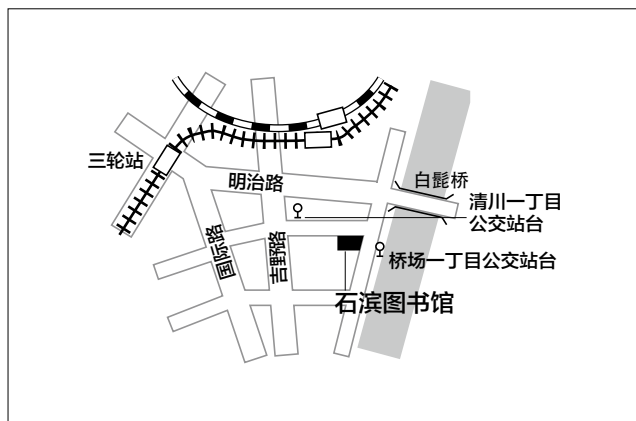 白髭桥
三轮站
明治路
清川一丁目
公交站台
国际路
吉野路
桥场一丁目公交站台
石滨图书馆